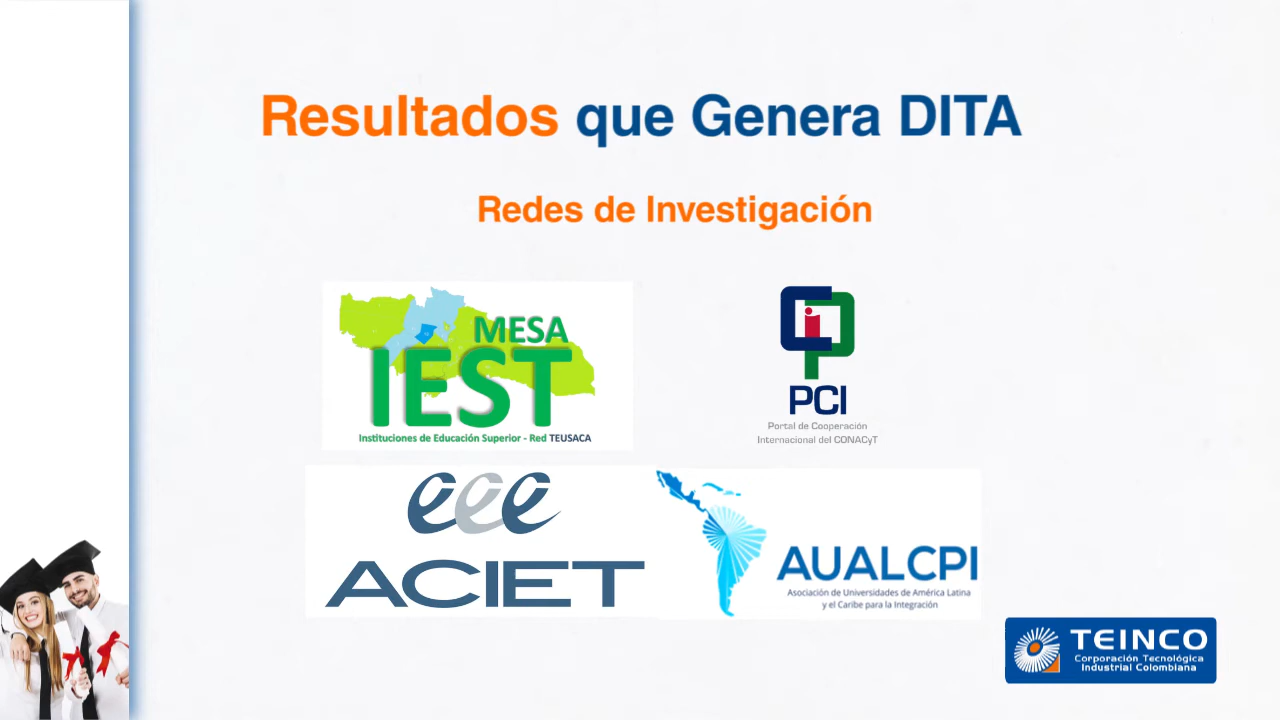 Resultados que Genera DITA
Redes de Investigación
MESA
IEST
Instituciones de Educación Superior - Red TEUSACA
PCI
Portal de Cooperación
Internacional del CONACyT
ACIET
AUALCPI
Asociación de Universidades de América Latina
y el Caribe para la Integración
TEINCO
Corporación Tecnológica
Industrial Colombiana